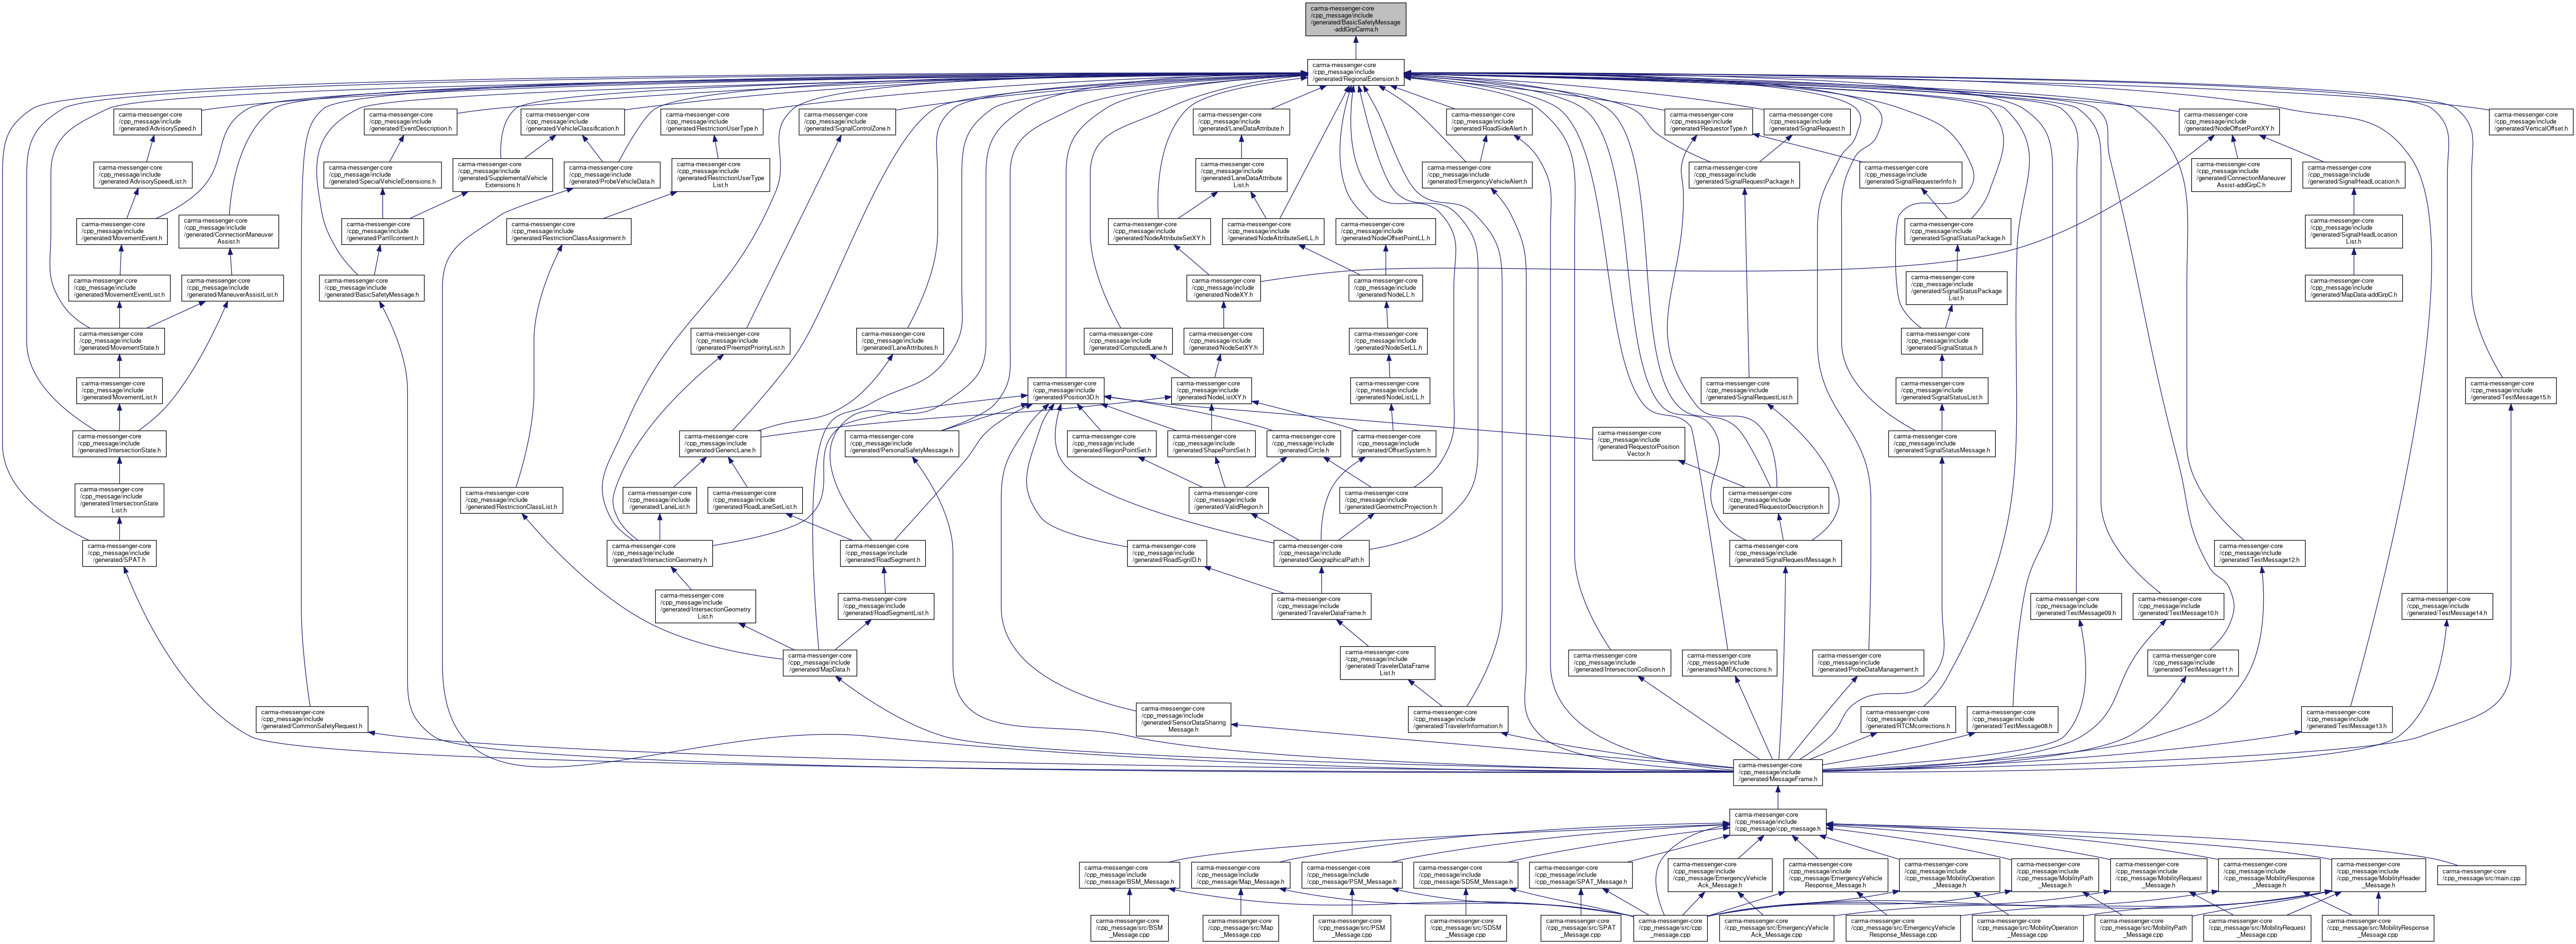 carma-messenger-core
/cpp_message/include
/generated/BasicSafetyMessage
-addGrpCarma.h
carma-messenger-core
/cpp_message/include
/generated/RegionalExtension.h
carma-messenger-core
/cpp_message/include
/generated/AdvisorySpeed.h
carma-messenger-core
/cpp_message/include
/generated/EventDescription.h
carma-messenger-core
/cpp_message/include
/generated/VehicleClassification.h
carma-messenger-core
/cpp_message/include
/generated/RestrictionUserType.h
carma-messenger-core
/cpp_message/include
/generated/SignalControlZone.h
carma-messenger-core
/cpp_message/include
/generated/LaneDataAttribute.h
carma-messenger-core
/cpp_message/include
/generated/RoadSideAlert.h
carma-messenger-core
/cpp_message/include
/generated/RequestorType.h
carma-messenger-core
/cpp_message/include
/generated/SignalRequest.h
carma-messenger-core
/cpp_message/include
/generated/NodeOffsetPointXY.h
carma-messenger-core
/cpp_message/include
/generated/VerticalOffset.h
carma-messenger-core
/cpp_message/include
/generated/AdvisorySpeedList.h
carma-messenger-core
/cpp_message/include
/generated/SpecialVehicleExtensions.h
carma-messenger-core
/cpp_message/include
/generated/SupplementalVehicle
Extensions.h
carma-messenger-core
/cpp_message/include
/generated/ProbeVehicleData.h
carma-messenger-core
/cpp_message/include
/generated/RestrictionUserType
List.h
carma-messenger-core
/cpp_message/include
/generated/LaneDataAttribute
List.h
carma-messenger-core
/cpp_message/include
/generated/EmergencyVehicleAlert.h
carma-messenger-core
/cpp_message/include
/generated/SignalRequestPackage.h
carma-messenger-core
/cpp_message/include
/generated/SignalRequesterInfo.h
carma-messenger-core
/cpp_message/include
/generated/ConnectionManeuver
Assist-addGrpC.h
carma-messenger-core
/cpp_message/include
/generated/SignalHeadLocation.h
carma-messenger-core
/cpp_message/include
/generated/MovementEvent.h
carma-messenger-core
/cpp_message/include
/generated/ConnectionManeuver
Assist.h
carma-messenger-core
/cpp_message/include
/generated/PartIIcontent.h
carma-messenger-core
/cpp_message/include
/generated/RestrictionClassAssignment.h
carma-messenger-core
/cpp_message/include
/generated/NodeAttributeSetXY.h
carma-messenger-core
/cpp_message/include
/generated/NodeAttributeSetLL.h
carma-messenger-core
/cpp_message/include
/generated/NodeOffsetPointLL.h
carma-messenger-core
/cpp_message/include
/generated/SignalStatusPackage.h
carma-messenger-core
/cpp_message/include
/generated/SignalHeadLocation
List.h
carma-messenger-core
/cpp_message/include
/generated/MovementEventList.h
carma-messenger-core
/cpp_message/include
/generated/ManeuverAssistList.h
carma-messenger-core
/cpp_message/include
/generated/BasicSafetyMessage.h
carma-messenger-core
/cpp_message/include
/generated/NodeXY.h
carma-messenger-core
/cpp_message/include
/generated/NodeLL.h
carma-messenger-core
/cpp_message/include
/generated/SignalStatusPackage
List.h
carma-messenger-core
/cpp_message/include
/generated/MapData-addGrpC.h
carma-messenger-core
/cpp_message/include
/generated/MovementState.h
carma-messenger-core
/cpp_message/include
/generated/PreemptPriorityList.h
carma-messenger-core
/cpp_message/include
/generated/LaneAttributes.h
carma-messenger-core
/cpp_message/include
/generated/ComputedLane.h
carma-messenger-core
/cpp_message/include
/generated/NodeSetXY.h
carma-messenger-core
/cpp_message/include
/generated/NodeSetLL.h
carma-messenger-core
/cpp_message/include
/generated/SignalStatus.h
carma-messenger-core
/cpp_message/include
/generated/MovementList.h
carma-messenger-core
/cpp_message/include
/generated/Position3D.h
carma-messenger-core
/cpp_message/include
/generated/NodeListXY.h
carma-messenger-core
/cpp_message/include
/generated/NodeListLL.h
carma-messenger-core
/cpp_message/include
/generated/SignalRequestList.h
carma-messenger-core
/cpp_message/include
/generated/SignalStatusList.h
carma-messenger-core
/cpp_message/include
/generated/TestMessage15.h
carma-messenger-core
/cpp_message/include
/generated/IntersectionState.h
carma-messenger-core
/cpp_message/include
/generated/GenericLane.h
carma-messenger-core
/cpp_message/include
/generated/PersonalSafetyMessage.h
carma-messenger-core
/cpp_message/include
/generated/RegionPointSet.h
carma-messenger-core
/cpp_message/include
/generated/ShapePointSet.h
carma-messenger-core
/cpp_message/include
/generated/Circle.h
carma-messenger-core
/cpp_message/include
/generated/OffsetSystem.h
carma-messenger-core
/cpp_message/include
/generated/RequestorPosition
Vector.h
carma-messenger-core
/cpp_message/include
/generated/SignalStatusMessage.h
carma-messenger-core
/cpp_message/include
/generated/IntersectionState
List.h
carma-messenger-core
/cpp_message/include
/generated/RestrictionClassList.h
carma-messenger-core
/cpp_message/include
/generated/LaneList.h
carma-messenger-core
/cpp_message/include
/generated/RoadLaneSetList.h
carma-messenger-core
/cpp_message/include
/generated/ValidRegion.h
carma-messenger-core
/cpp_message/include
/generated/GeometricProjection.h
carma-messenger-core
/cpp_message/include
/generated/RequestorDescription.h
carma-messenger-core
/cpp_message/include
/generated/SPAT.h
carma-messenger-core
/cpp_message/include
/generated/IntersectionGeometry.h
carma-messenger-core
/cpp_message/include
/generated/RoadSegment.h
carma-messenger-core
/cpp_message/include
/generated/RoadSignID.h
carma-messenger-core
/cpp_message/include
/generated/GeographicalPath.h
carma-messenger-core
/cpp_message/include
/generated/SignalRequestMessage.h
carma-messenger-core
/cpp_message/include
/generated/TestMessage12.h
carma-messenger-core
/cpp_message/include
/generated/IntersectionGeometry
List.h
carma-messenger-core
/cpp_message/include
/generated/RoadSegmentList.h
carma-messenger-core
/cpp_message/include
/generated/TravelerDataFrame.h
carma-messenger-core
/cpp_message/include
/generated/TestMessage09.h
carma-messenger-core
/cpp_message/include
/generated/TestMessage10.h
carma-messenger-core
/cpp_message/include
/generated/TestMessage14.h
carma-messenger-core
/cpp_message/include
/generated/MapData.h
carma-messenger-core
/cpp_message/include
/generated/TravelerDataFrame
List.h
carma-messenger-core
/cpp_message/include
/generated/IntersectionCollision.h
carma-messenger-core
/cpp_message/include
/generated/NMEAcorrections.h
carma-messenger-core
/cpp_message/include
/generated/ProbeDataManagement.h
carma-messenger-core
/cpp_message/include
/generated/TestMessage11.h
carma-messenger-core
/cpp_message/include
/generated/CommonSafetyRequest.h
carma-messenger-core
/cpp_message/include
/generated/SensorDataSharing
Message.h
carma-messenger-core
/cpp_message/include
/generated/TravelerInformation.h
carma-messenger-core
/cpp_message/include
/generated/RTCMcorrections.h
carma-messenger-core
/cpp_message/include
/generated/TestMessage08.h
carma-messenger-core
/cpp_message/include
/generated/TestMessage13.h
carma-messenger-core
/cpp_message/include
/generated/MessageFrame.h
carma-messenger-core
/cpp_message/include
/cpp_message/cpp_message.h
carma-messenger-core
/cpp_message/include
/cpp_message/BSM_Message.h
carma-messenger-core
/cpp_message/include
/cpp_message/Map_Message.h
carma-messenger-core
/cpp_message/include
/cpp_message/PSM_Message.h
carma-messenger-core
/cpp_message/include
/cpp_message/SDSM_Message.h
carma-messenger-core
/cpp_message/include
/cpp_message/SPAT_Message.h
carma-messenger-core
/cpp_message/include
/cpp_message/EmergencyVehicle
Ack_Message.h
carma-messenger-core
/cpp_message/include
/cpp_message/EmergencyVehicle
Response_Message.h
carma-messenger-core
/cpp_message/include
/cpp_message/MobilityOperation
_Message.h
carma-messenger-core
/cpp_message/include
/cpp_message/MobilityPath
_Message.h
carma-messenger-core
/cpp_message/include
/cpp_message/MobilityRequest
_Message.h
carma-messenger-core
/cpp_message/include
/cpp_message/MobilityResponse
_Message.h
carma-messenger-core
/cpp_message/include
/cpp_message/MobilityHeader
_Message.h
carma-messenger-core
/cpp_message/src/main.cpp
carma-messenger-core
/cpp_message/src/BSM
_Message.cpp
carma-messenger-core
/cpp_message/src/Map
_Message.cpp
carma-messenger-core
/cpp_message/src/PSM
_Message.cpp
carma-messenger-core
/cpp_message/src/SDSM
_Message.cpp
carma-messenger-core
/cpp_message/src/SPAT
_Message.cpp
carma-messenger-core
/cpp_message/src/cpp
_message.cpp
carma-messenger-core
/cpp_message/src/EmergencyVehicle
Ack_Message.cpp
carma-messenger-core
/cpp_message/src/EmergencyVehicle
Response_Message.cpp
carma-messenger-core
/cpp_message/src/MobilityOperation
_Message.cpp
carma-messenger-core
/cpp_message/src/MobilityPath
_Message.cpp
carma-messenger-core
/cpp_message/src/MobilityRequest
_Message.cpp
carma-messenger-core
/cpp_message/src/MobilityResponse
_Message.cpp